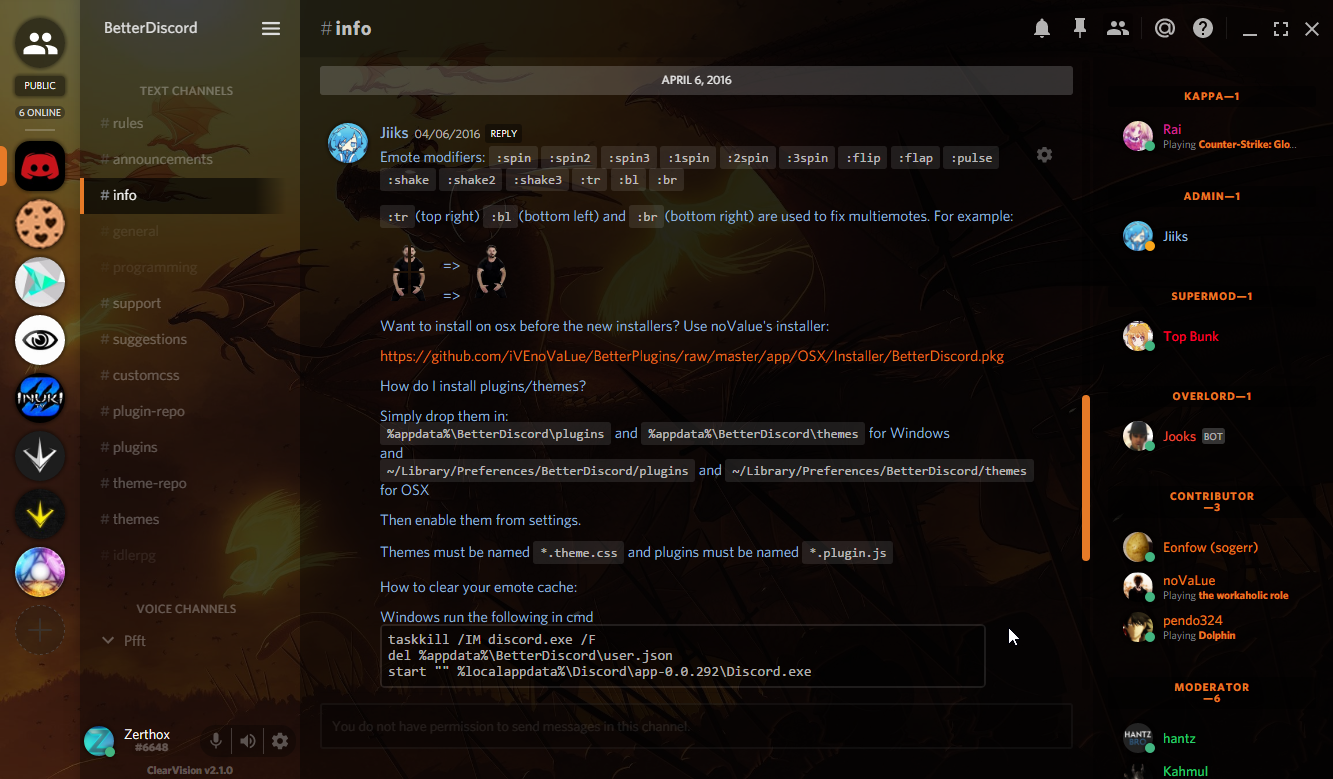 PUBLIC
6 ONLINE
INUKI
BetterDiscord
TEXT CHANNELS
# rules
# announcements
# info
# general
# programming
# support
# suggestions
# customcss
# plugin-repo
# plugins
# theme-repo
# themes
# idlerpg
VOICE CHANNELS
Pfft
Zerthox
#6648
ClearVision v2.1.0
# info
APRIL 6, 2016
Jiiks 04/06/2016 REPLY
Emote modifiers: :spin :spin2 :spin3 :1spin :2spin :3spin :flip :flap :pulse
:shake :shake2 :shake3 :tr :bl :br
:tr (top right) :bl (bottom left) and :br (bottom right) are used to fix multiemotes. For example:
=>
=>
Want to install on osx before the new installers? Use noValue's installer:
https://github.com/iVEnoVaLue/BetterPlugins/raw/master/app/OSX/Installer/BetterDiscord.pkg
How do I install plugins/themes?
Simply drop them in:
%appdata%\BetterDiscord\plugins and %appdata%\BetterDiscord\themes for Windows
and
~/Library/Preferences/BetterDiscord/plugins and ~/Library/Preferences/BetterDiscord/themes
for OSX
Then enable them from settings.
Themes must be named *.theme.css and plugins must be named *.plugin.js
How to clear your emote cache:
Windows run the following in cmd
taskkill /IM discord.exe /F
del %appdata%\BetterDiscord\user.json
start "" %localappdata%\Discord\app-0.0.292\Discord.exe
You do not have permission to send messages in this channel.
KAPPA—1
Rai
Playing Counter-Strike: Glo...
ADMIN—1
Jiiks
SUPERMOD—1
Top Bunk
OVERLORD—1
Jooks BOT
CONTRIBUTOR
—3
Eonfow (sogerr)
noVaLue
Playing the workaholic role
pendo324
Playing Dolphin
MODERATOR
—6
HANTZ
BRO
hantz
Kahmul